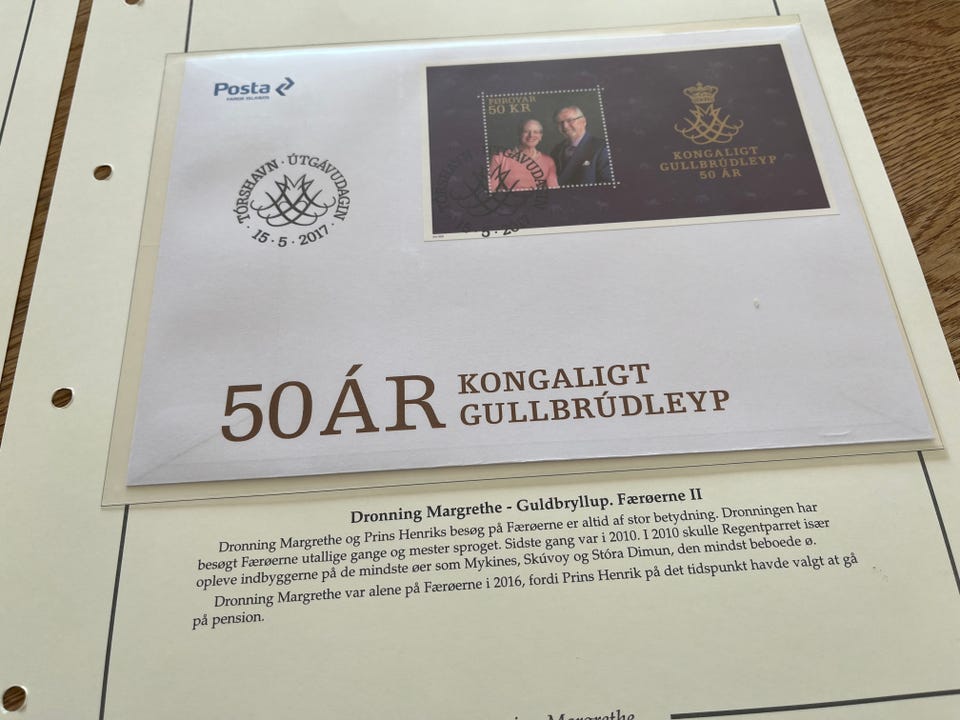 Posta
FAROE ISLANDS
TÓRSHAVN · ÚTGÁVUDAGIN
· 15 · 5 · 2017 ·
FØROYAR
50 KR
KONGALIGT
GULLBRÚDLEYP
50 ÁR
50 ÁR KONGALIGT
GULLBRÚDLEYP
Dronning Margrethe - Guldbryllup. Færøerne II
Dronning Margrethe og Prins Henriks besøg på Færøerne er altid af stor betydning. Dronningen har
besøgt Færøerne utallige gange og mester sproget. Sidste gang var i 2010. I 2010 skulle Regentparret især
opleve indbyggerne på de mindste øer som Mykines, Skúvoy og Stóra Dimun, den mindst beboede ø.
Dronning Margrethe var alene på Færøerne i 2016, fordi Prins Henrik på det tidspunkt havde valgt at gå
på pension.
Margrethe